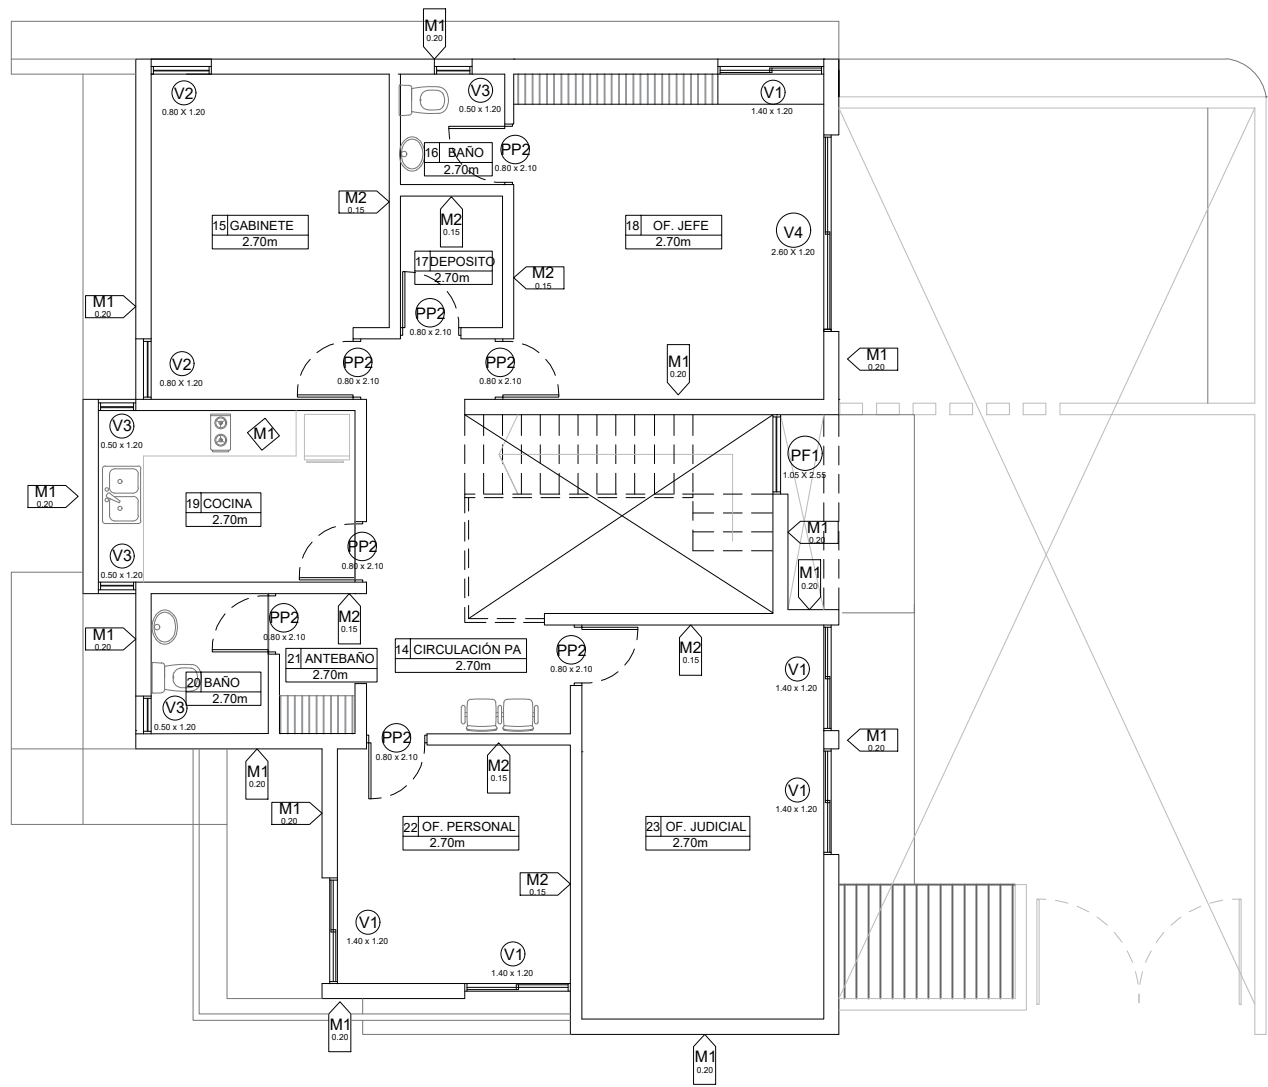 M1
0.20
V2
0.80 X 1.20
V3
0.50 x 1.20
V1
1.40 x 1.20
16 BAÑO
2.70m
PP2
0.80 x 2.10
M2
0.15
15 GABINETE
2.70m
M2
0.15
18 OF. JEFE
2.70m
V4
2.60 X 1.20
17 DEPOSITO
2.70m
M2
0.15
M1
0.20
PP2
0.80 x 2.10
V2
0.80 X 1.20
PP2
0.80 x 2.10
PP2
0.80 x 2.10
M1
0.20
M1
0.20
V3
0.50 x 1.20
M1
PF1
1.05 X 2.55
M1
0.20
19 COCINA
2.70m
M1
0.20
V3
0.50 x 1.20
PP2
0.80 x 2.10
M1
0.20
M1
0.20
PP2
0.80 x 2.10
M2
0.15
21 ANTEBAÑO
2.70m
14 CIRCULACIÓN PA
2.70m
PP2
0.80 x 2.10
M2
0.15
V1
1.40 x 1.20
20 BAÑO
2.70m
V3
0.50 x 1.20
PP2
0.80 x 2.10
M1
0.20
M1
0.20
M2
0.15
M1
0.20
V1
1.40 x 1.20
22 OF. PERSONAL
2.70m
23 OF. JUDICIAL
2.70m
M2
0.15
V1
1.40 x 1.20
V1
1.40 x 1.20
M1
0.20
M1
0.20